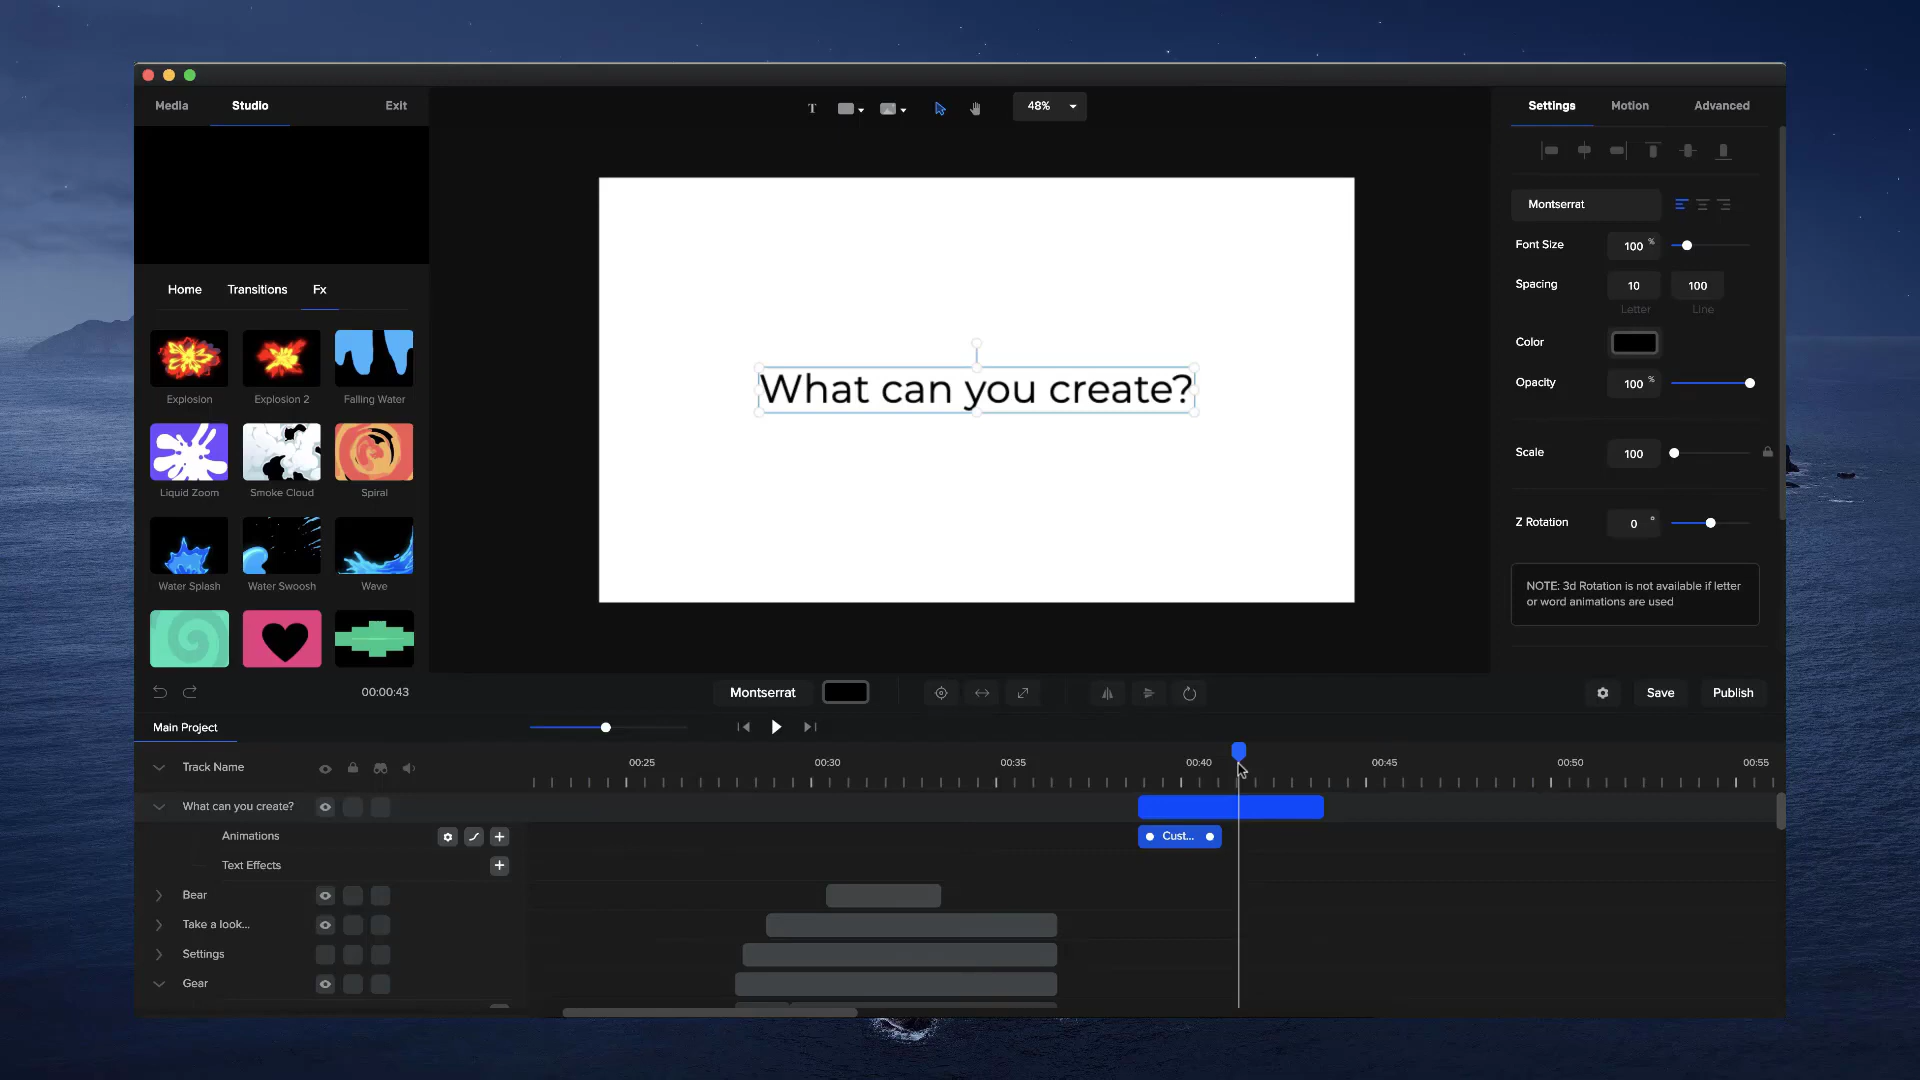 Media
Studio
Exit
T
48%
Settings
Motion
Advanced
Montserrat
Font Size
100 %
Spacing
10
100
Letter
Line
Color
Opacity
100 %
Scale
100
Z Rotation
0 °
NOTE: 3d Rotation is not available if letter
or word animations are used
Home
Transitions
Fx
Explosion
Explosion 2
Falling Water
Liquid Zoom
Smoke Cloud
Spiral
Water Splash
Water Swoosh
Wave
What can you create?
00:00:43
Montserrat
Save
Publish
Main Project
Track Name
00:25
00:30
00:35
00:40
00:45
00:50
00:55
What can you create?
Animations
Cust...
Text Effects
Bear
Take a look...
Settings
Gear